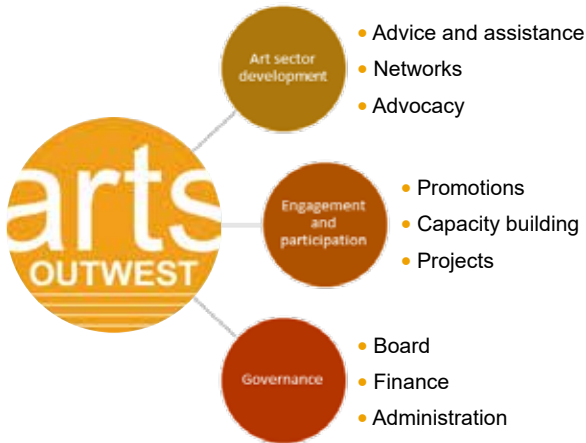 arts
OUTWEST
Art sector
development
• Advice and assistance
• Networks
• Advocacy
Engagement
and
participation
• Promotions
• Capacity building
• Projects
Governance
• Board
• Finance
• Administration